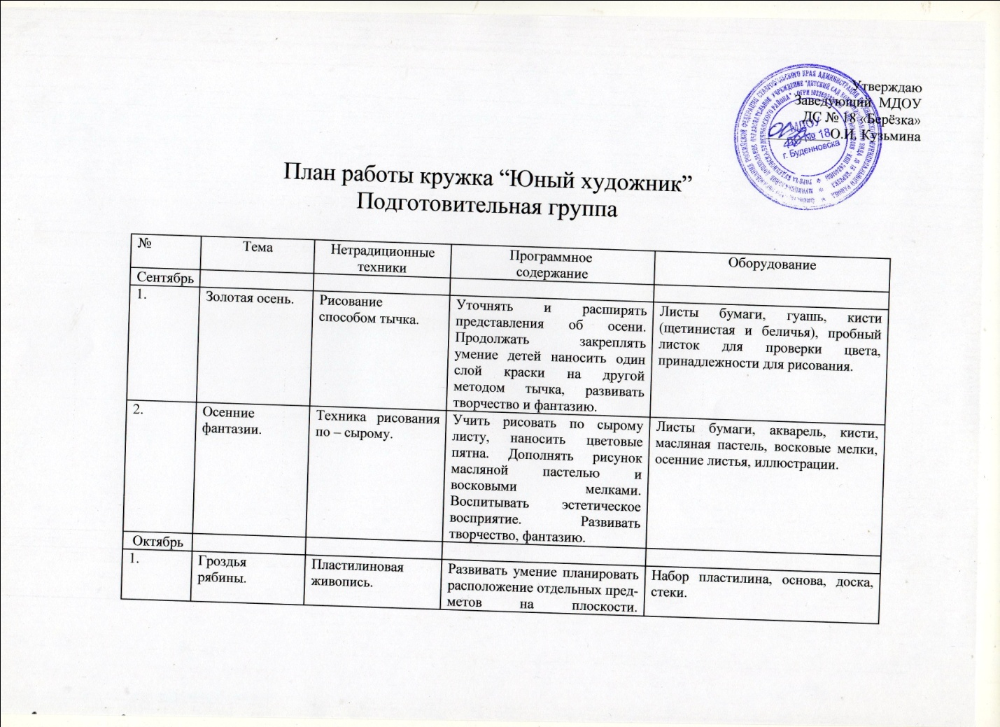 Утверждаю
Заведующий МДОУ
ДС № 18 «Берёзка»
О.И. Кузьмина
МДОУ
ДС № 18
г. Буденновска
План работы кружка “Юный художник”
Подготовительная группа
№
Тема
Нетрадиционные
техники
Программное
содержание
Оборудование
Сентябрь
1.
Золотая осень.
Рисование
способом тычка.
Уточнять и расширять
представления об осени.
Продолжать закреплять
умение детей наносить один
слой краски на другой
методом тычка, развивать
творчество и фантазию.
Листы бумаги, гуашь, кисти
(щетинистая и беличья), пробный
листок для проверки цвета,
принадлежности для рисования.
2.
Осенние
фантазии.
Техника рисования
по – сырому.
Учить рисовать по сырому
листу, наносить цветовые
пятна. Дополнять рисунок
масляной пастелью и
восковыми мелками.
Воспитывать эстетическое
восприятие. Развивать
творчество, фантазию.
Листы бумаги, акварель, кисти,
масляная пастель, восковые мелки,
осенние листья, иллюстрации.
Октябрь
1.
Гроздья
рябины.
Пластилиновая
живопись.
Развивать умение планировать
расположение отдельных пред-
метов на плоскости.
Набор пластилина, основа, доска,
стеки.